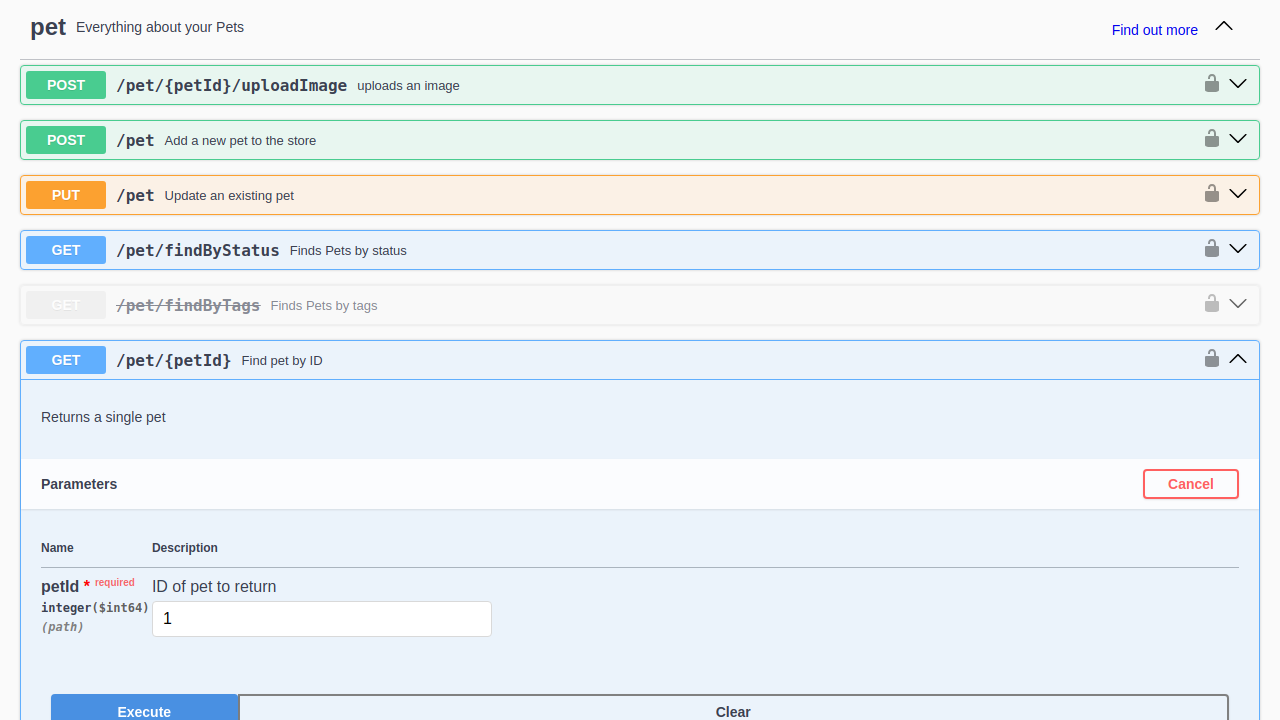 pet Everything about your Pets Find out more
POST /pet/{petId}/uploadImage uploads an image
POST /pet Add a new pet to the store
PUT /pet Update an existing pet
GET /pet/findByStatus Finds Pets by status
GET /pet/findByTags Finds Pets by tags
GET /pet/{petId} Find pet by ID
Returns a single pet
Parameters Cancel
Name Description
petId * required ID of pet to return
integer($int64)
1
(path)
Execute Clear